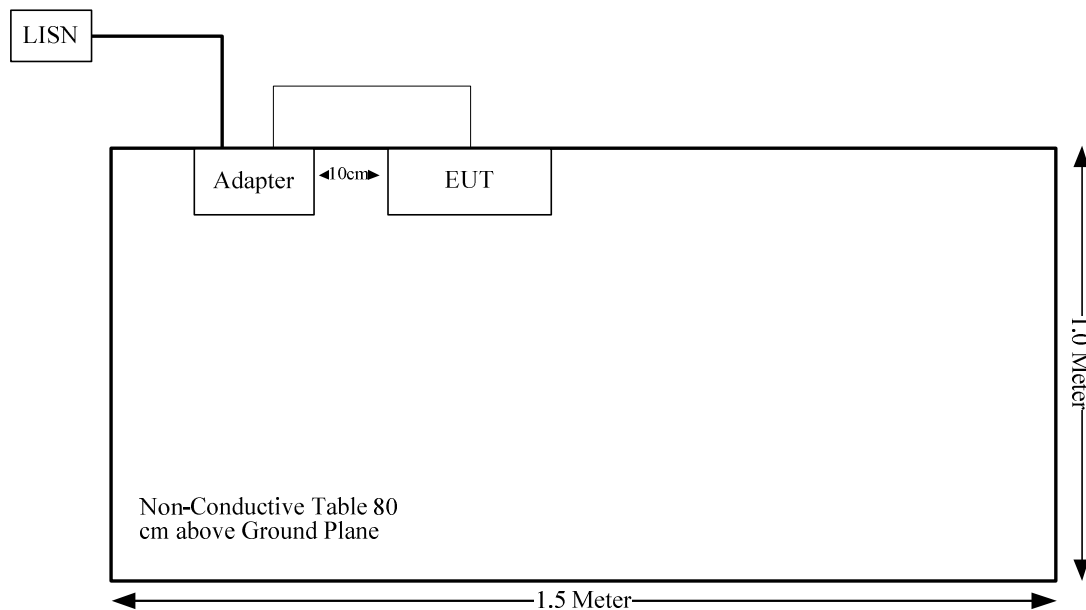 LISN
Adapter
10cm
EUT
1.0 Meter
Non-Conductive Table 80
cm above Ground Plane
1.5 Meter